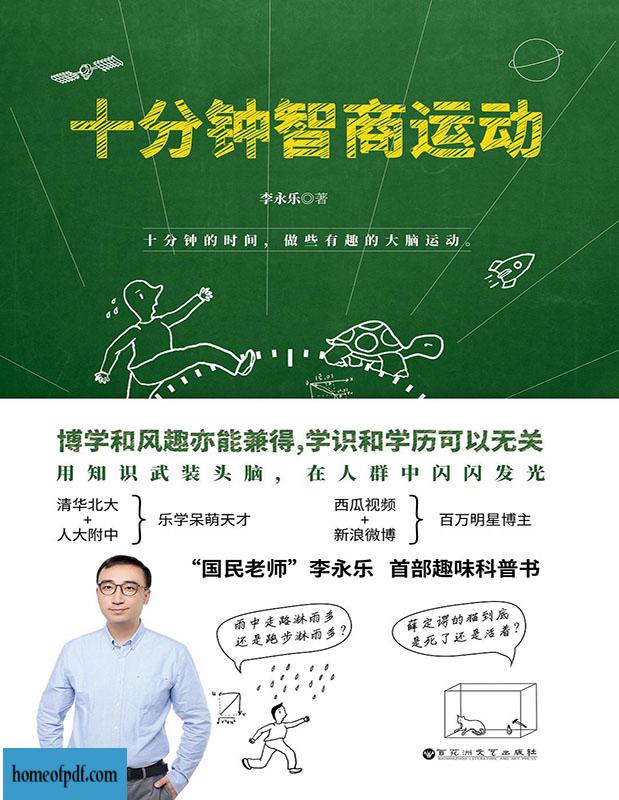 十分钟智商运动
李永乐◎著
十分钟的时间，做些有趣的大脑运动。
博学和风趣亦能兼得,学识和学历可以无关
用知识武装头脑，在人群中闪闪发光
清华北大
+
人大附中
乐学呆萌天才
西瓜视频
+
新浪微博
百万明星博主
“国民老师”李永乐 首部趣味科普书
雨中走路淋雨多
还是跑步淋雨多?
薛定谔的猫到底
是死了还是活着?
百花洲文艺出版社
BAIHUAZHOU LITERATURE AND ART PRESS
homeofpdf.com